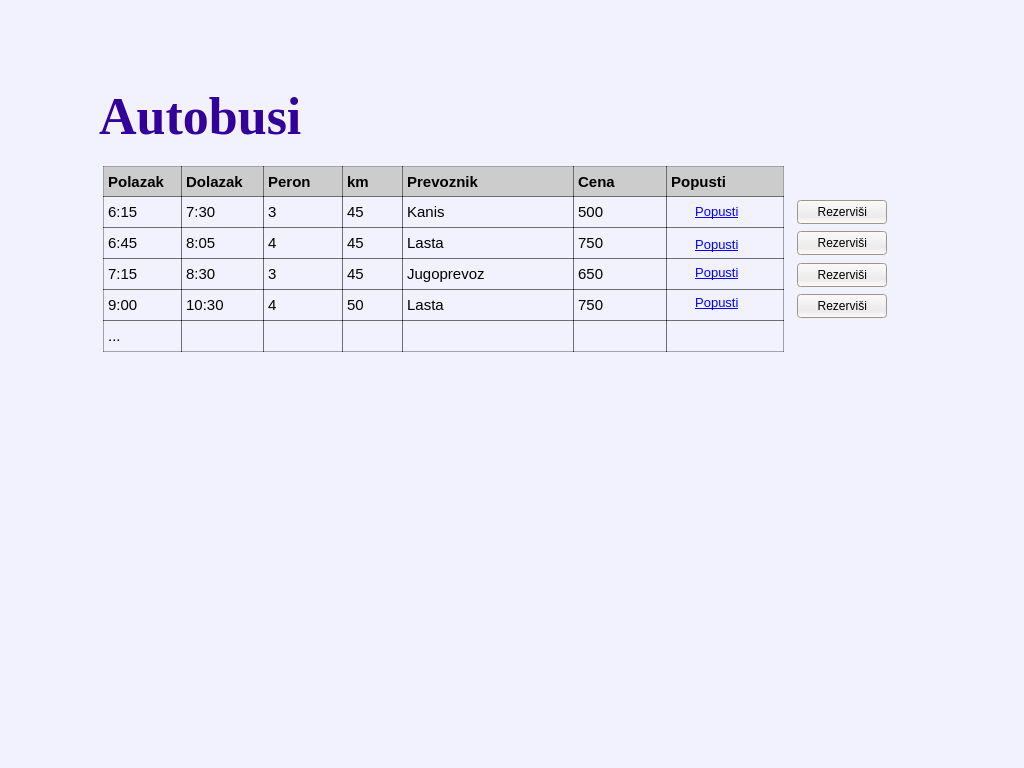 Autobusi
Polazak Dolazak Peron km Prevoznik Cena Popusti
6:15 7:30 3 45 Kanis 500 Popusti Rezerviši
6:45 8:05 4 45 Lasta 750 Popusti Rezerviši
7:15 8:30 3 45 Jugoprevoz 650 Popusti Rezerviši
9:00 10:30 4 50 Lasta 750 Popusti Rezerviši
...